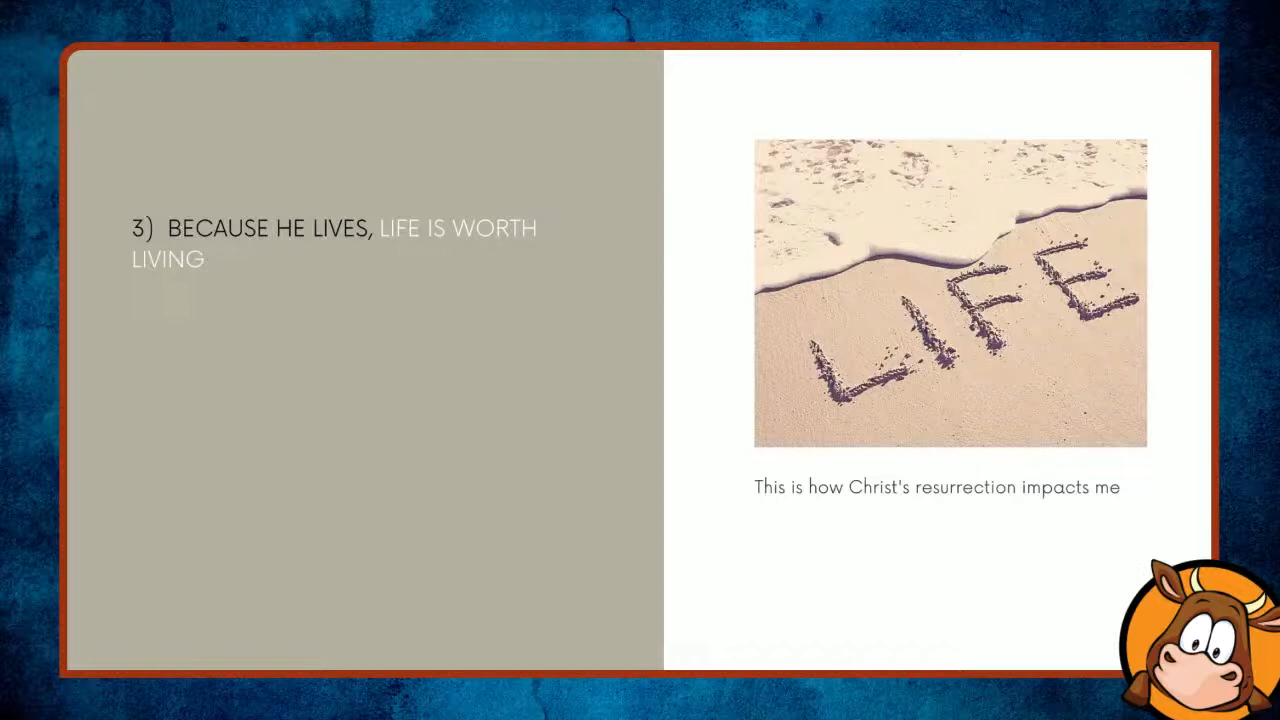 3) BECAUSE HE LIVES, LIFE IS WORTH
LIVING
LIFE
This is how Christ's resurrection impacts me